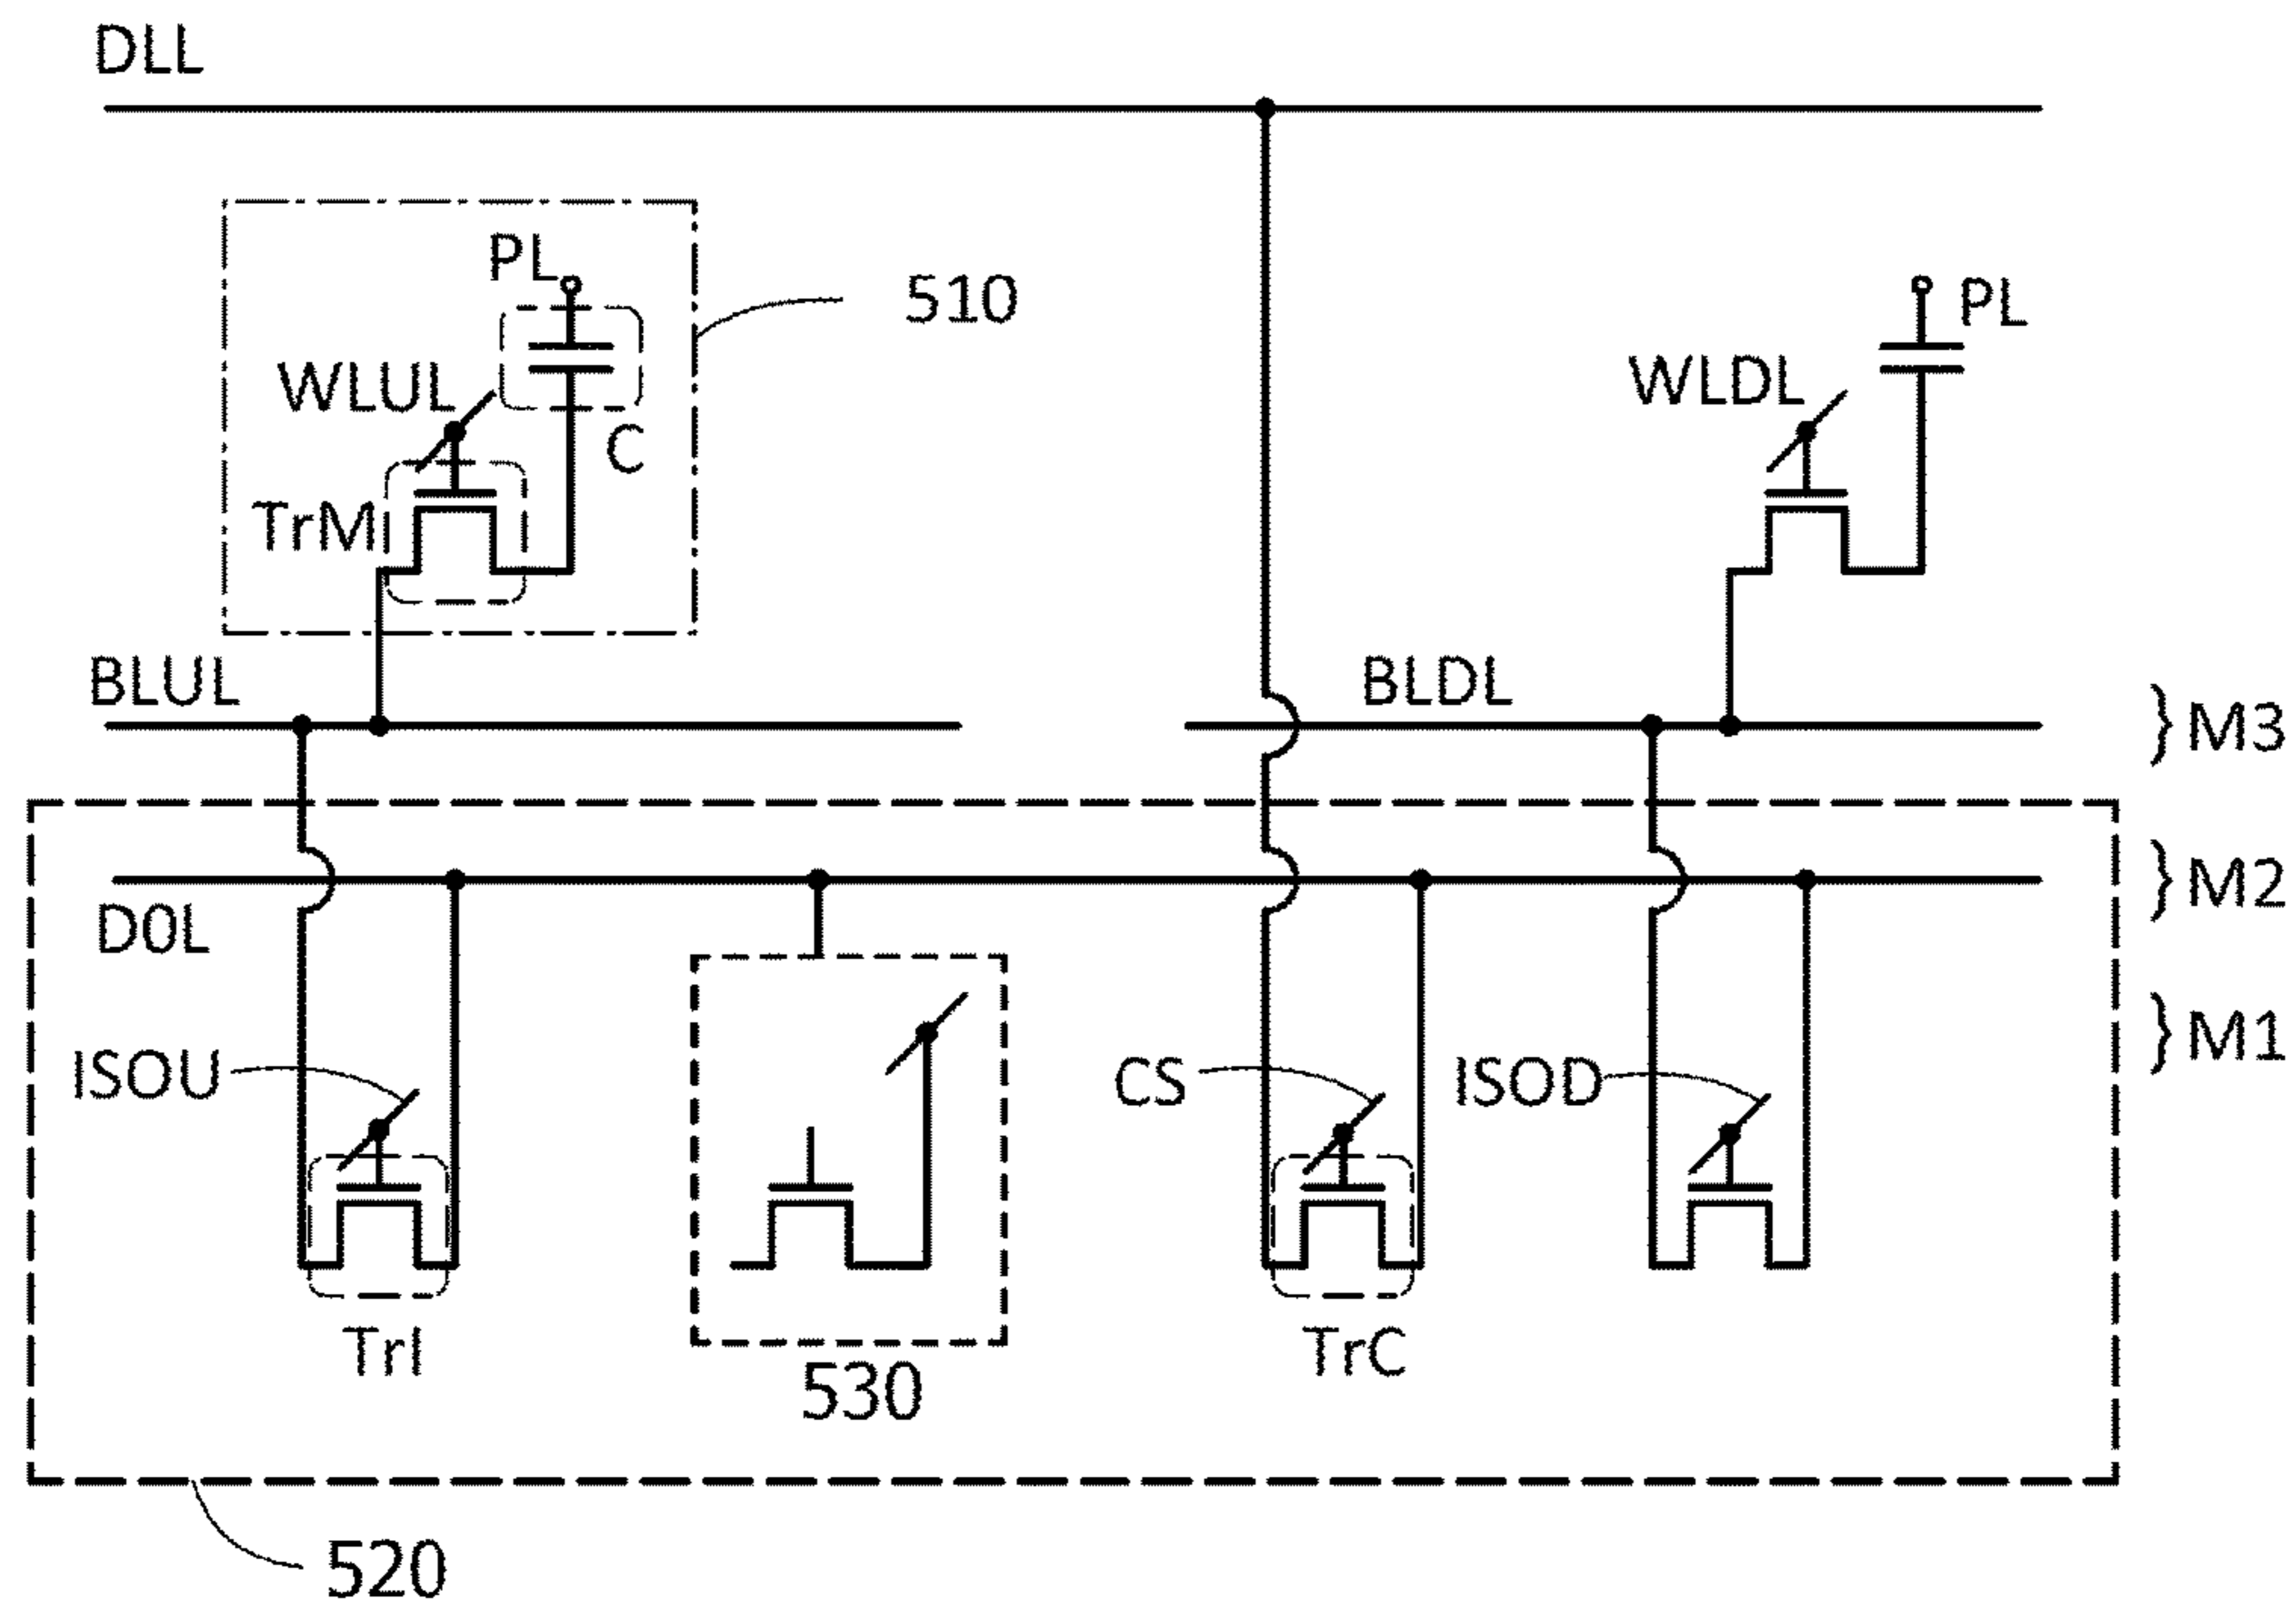 DLL
PL
510
PL
WLUL
WLDL
C
TrM
BLUL
BLDL
} M3
} M2
D0L
} M1
ISOU
CS
ISOD
TrI
TrC
530
520